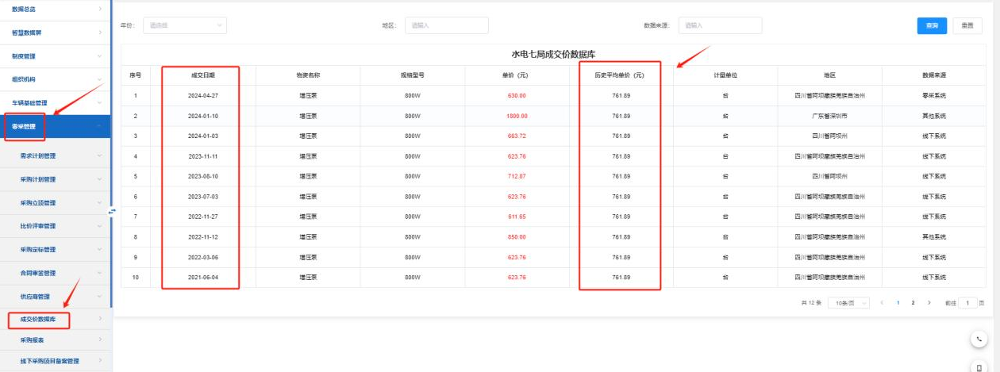 数据总览
智慧数据屏
制度管理
组织机构
车辆基础管理
零采管理
需求计划管理
采购计划管理
采购立项管理
比价评审管理
采购定标管理
合同审签管理
供应商管理
成交价数据库
采购报表
线下采购项目备案管理
年份: 请选择 地区: 请输入 数据来源: 请输入 查询 重置
水电七局成交价数据库
序号 成交日期 物资名称 规格型号 单价 (元) 历史平均单价 (元) 计量单位 地区 数据来源
1 2024-04-27 增压泵 800W 630.00 761.89 台 四川省阿坝藏族羌族自治州 零采系统
2 2024-01-10 增压泵 800W 1800.00 761.89 台 广东省深圳市 其他系统
3 2024-01-03 增压泵 800W 663.72 761.89 台 四川省阿坝州 线下系统
4 2023-11-11 增压泵 800W 623.76 761.89 台 四川省阿坝藏族羌族自治州 线下系统
5 2023-08-10 增压泵 800W 712.87 761.89 台 四川省阿坝州 线下系统
6 2023-07-03 增压泵 800W 623.76 761.89 台 四川省阿坝藏族羌族自治州 线下系统
7 2022-11-27 增压泵 800W 611.65 761.89 台 四川省阿坝藏族羌族自治州 线下系统
8 2022-11-12 增压泵 800W 850.00 761.89 台 四川省阿坝藏族羌族自治州 其他系统
9 2022-03-06 增压泵 800W 623.76 761.89 台 四川省阿坝藏族羌族自治州 线下系统
10 2021-06-04 增压泵 800W 623.76 761.89 台 四川省阿坝藏族羌族自治州 线下系统
共 12 条 10条/页 1 2 前往 1 页